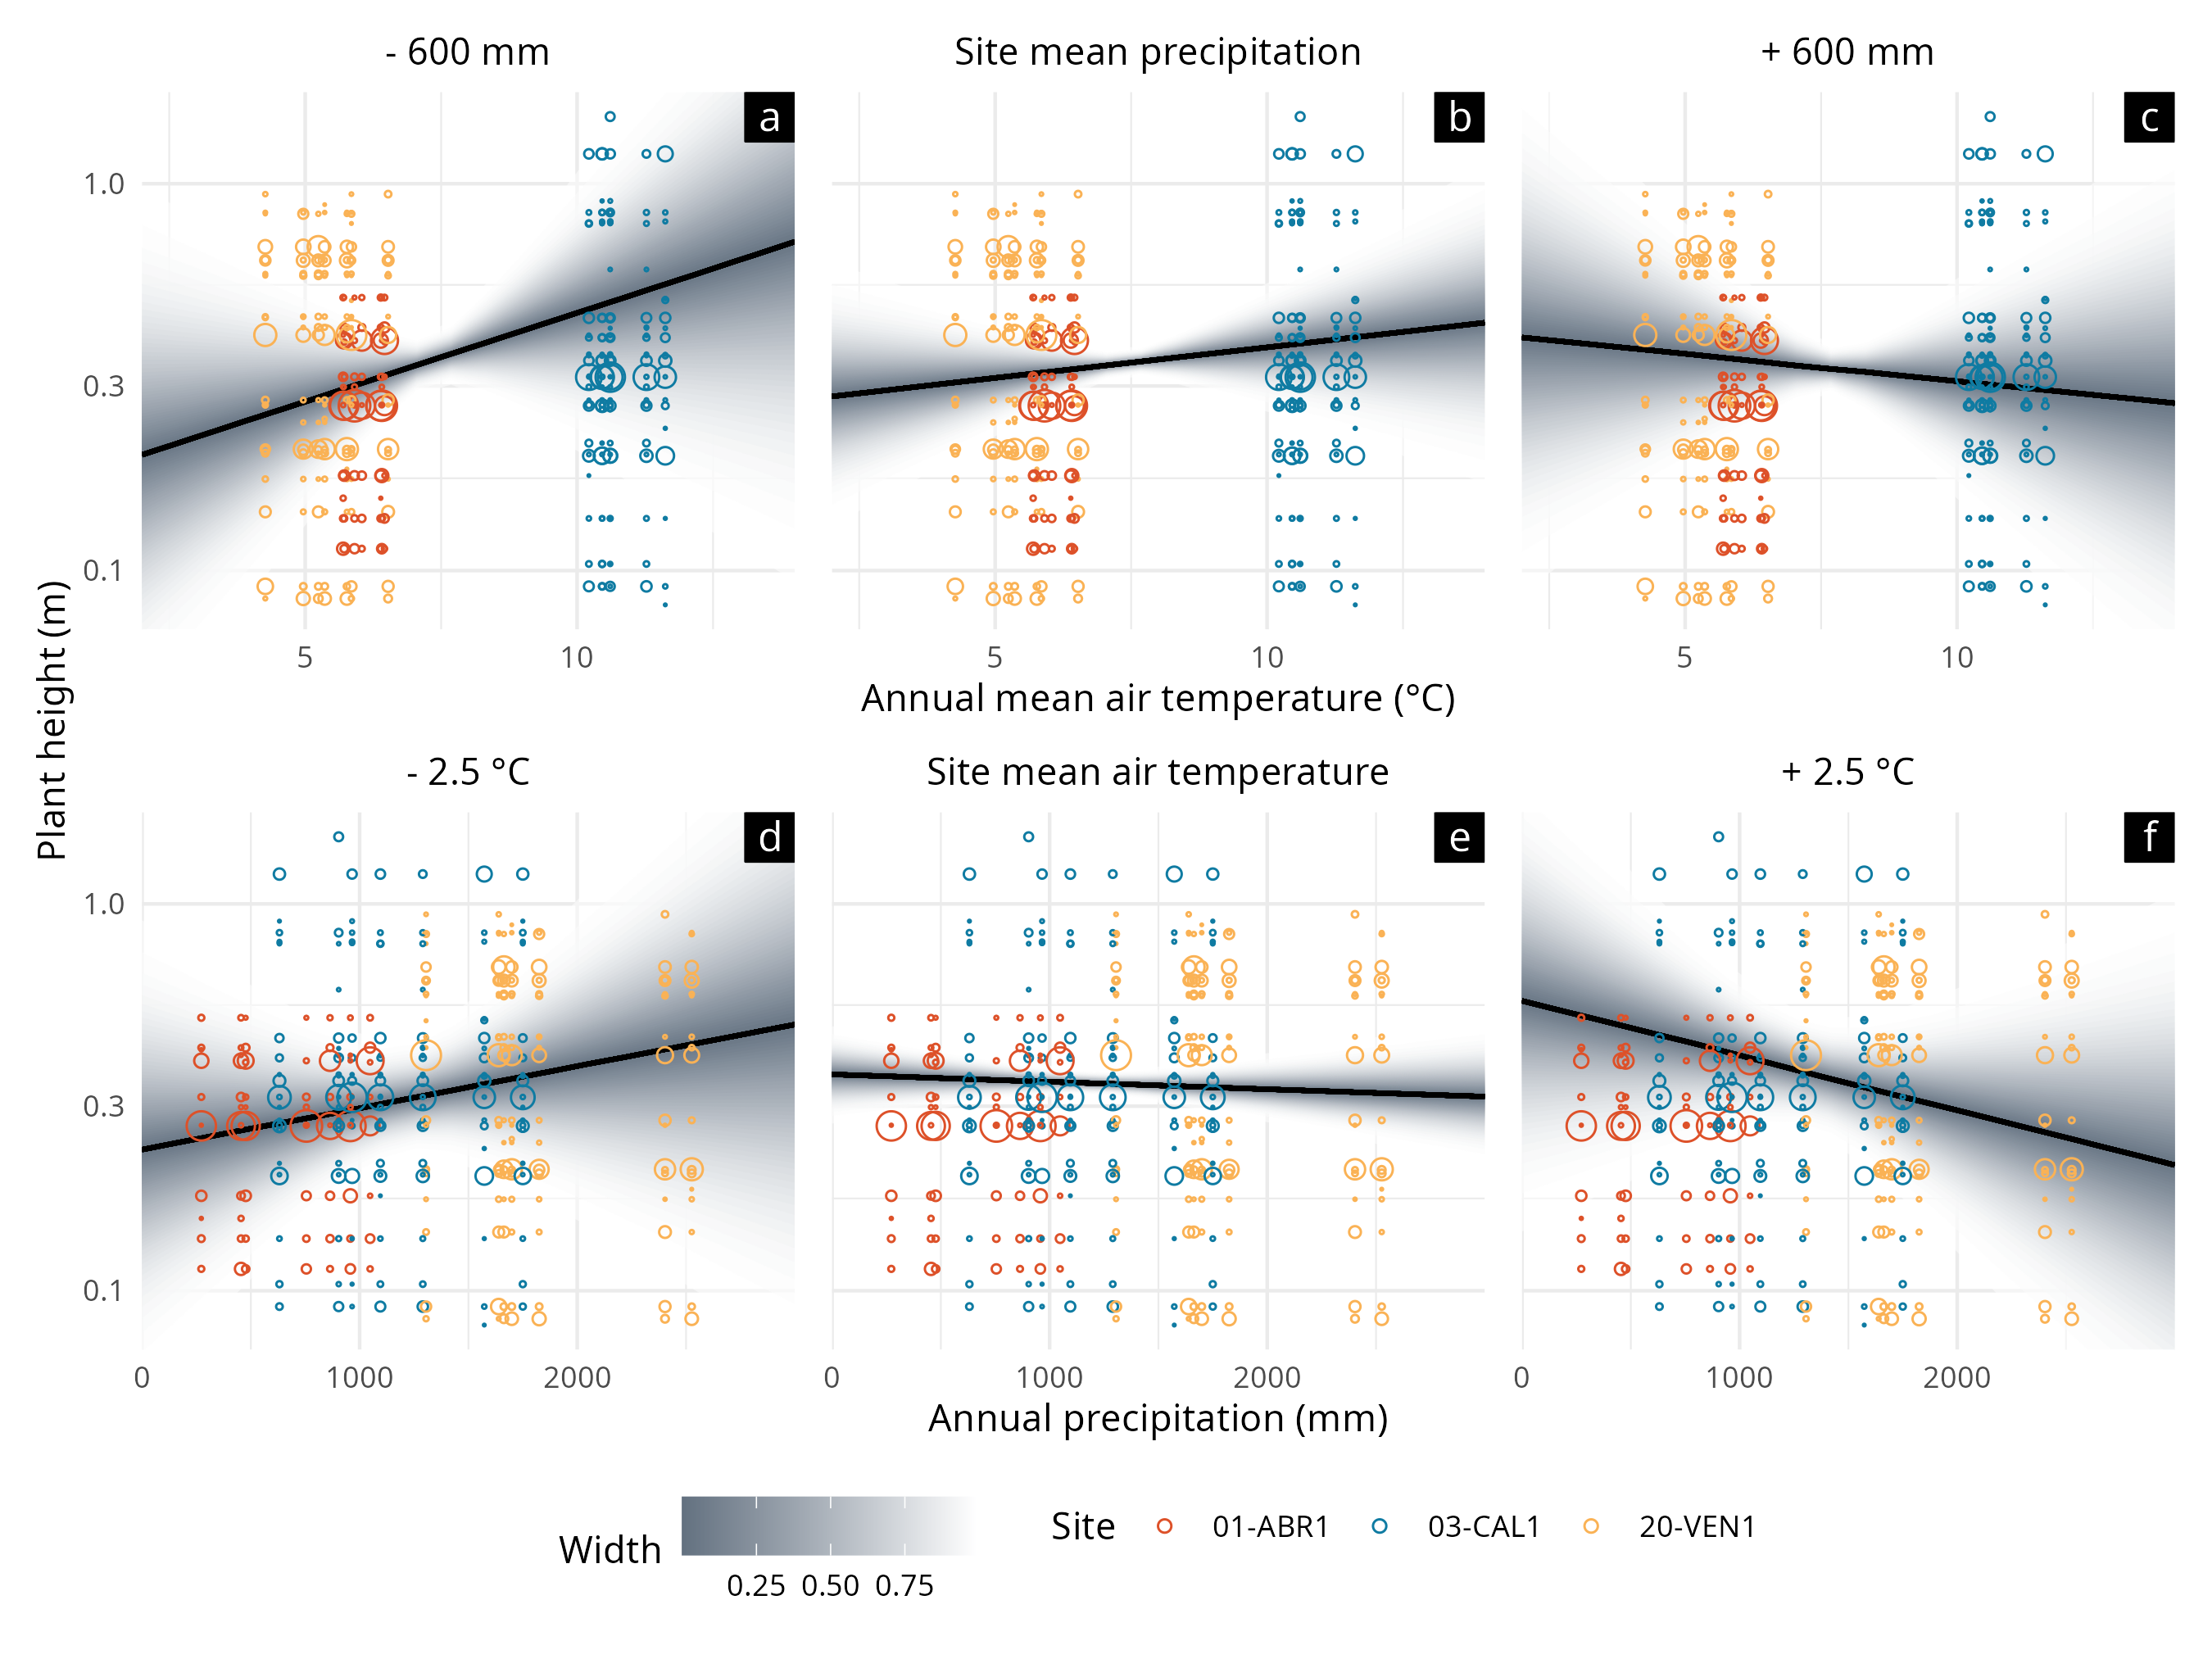 - 600 mm
Site mean precipitation
+ 600 mm
a
b
c
1.0
0.3
0.1
5
10
5
10
5
10
Annual mean air temperature (°C)
Plant height (m)
- 2.5 °C
Site mean air temperature
+ 2.5 °C
d
e
f
1.0
0.3
0.1
0
1000
2000
0
1000
2000
0
1000
2000
Annual precipitation (mm)
Width
0.25 0.50 0.75
Site
01-ABR1
03-CAL1
20-VEN1